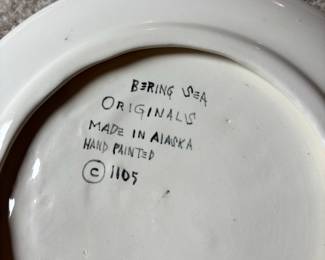 BERING SEA
ORIGINALS
MADE IN ALASKA
HAND PAINTED
© 1105